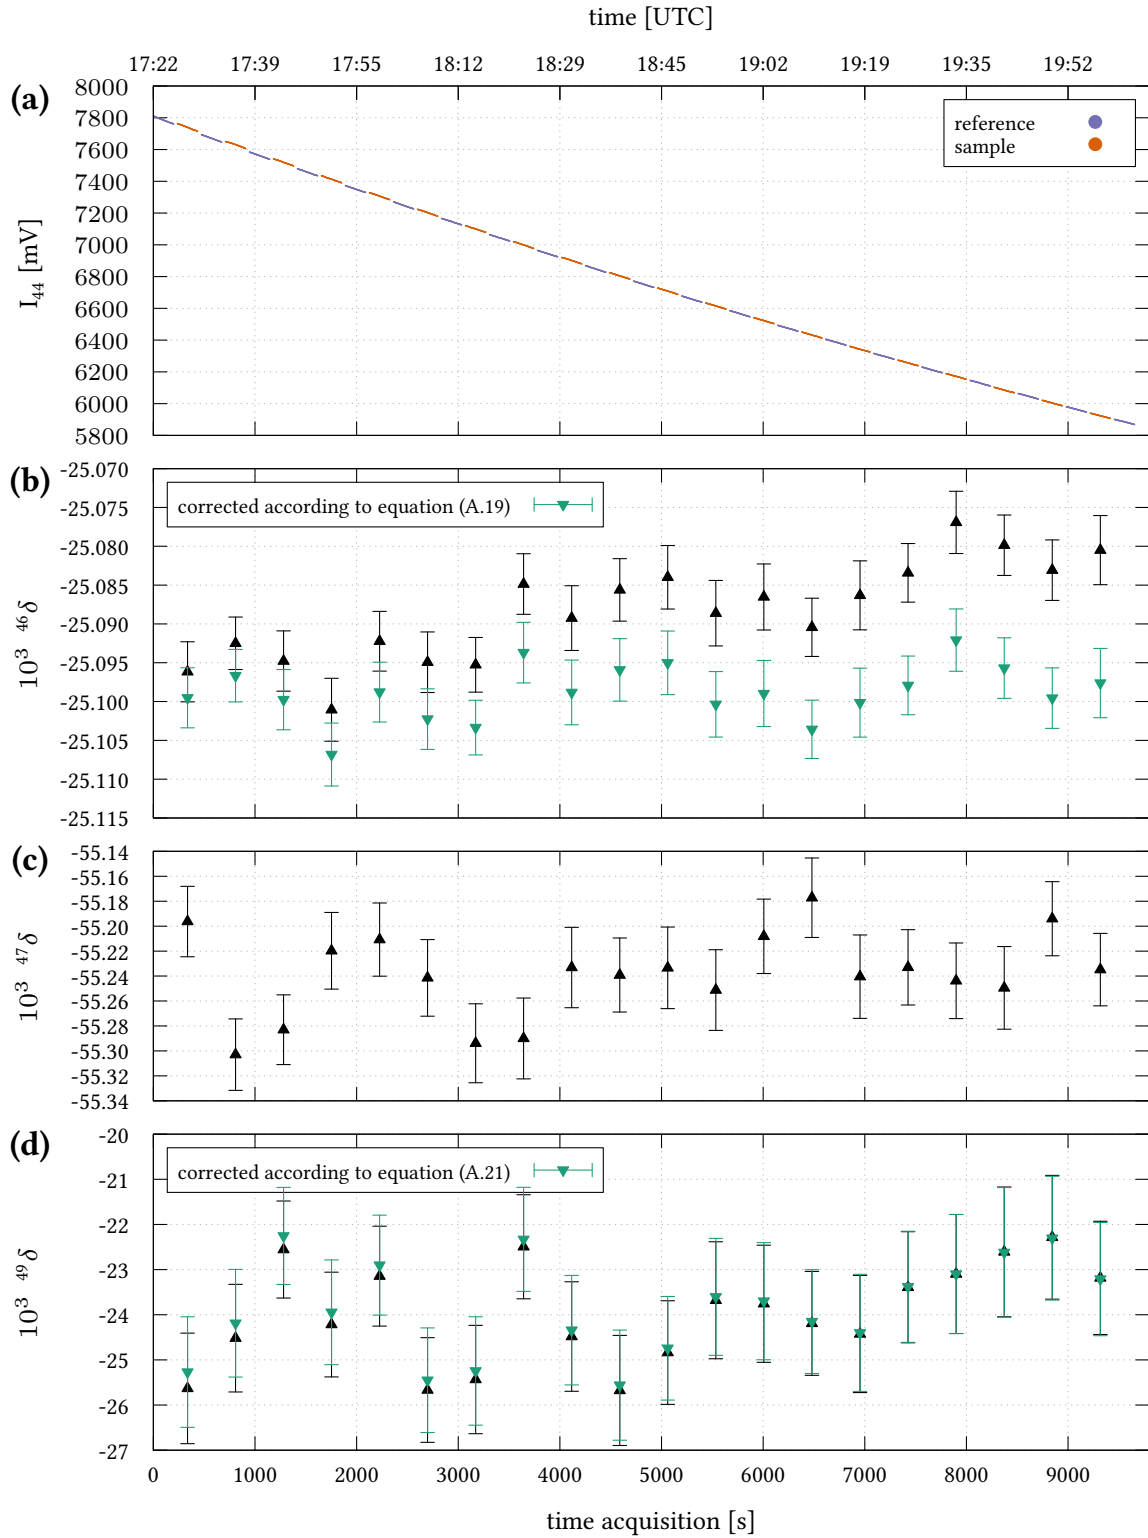 time [UTC]
17:22 17:39 17:55 18:12 18:29 18:45 19:02 19:19 19:35 19:52
(a)
8000
7800
7600
7400
7200
7000
6800
6600
6400
6200
6000
5800
I₄₄ [mV]
reference
sample
(b)
-25.070
-25.075
-25.080
-25.085
-25.090
-25.095
-25.100
-25.105
-25.110
-25.115
10³ ⁴⁶δ
corrected according to equation (A.19)
(c)
-55.14
-55.16
-55.18
-55.20
-55.22
-55.24
-55.26
-55.28
-55.30
-55.32
-55.34
10³ ⁴⁷δ
(d)
-20
-21
-22
-23
-24
-25
-26
-27
10³ ⁴⁹δ
corrected according to equation (A.21)
0 1000 2000 3000 4000 5000 6000 7000 8000 9000
time acquisition [s]